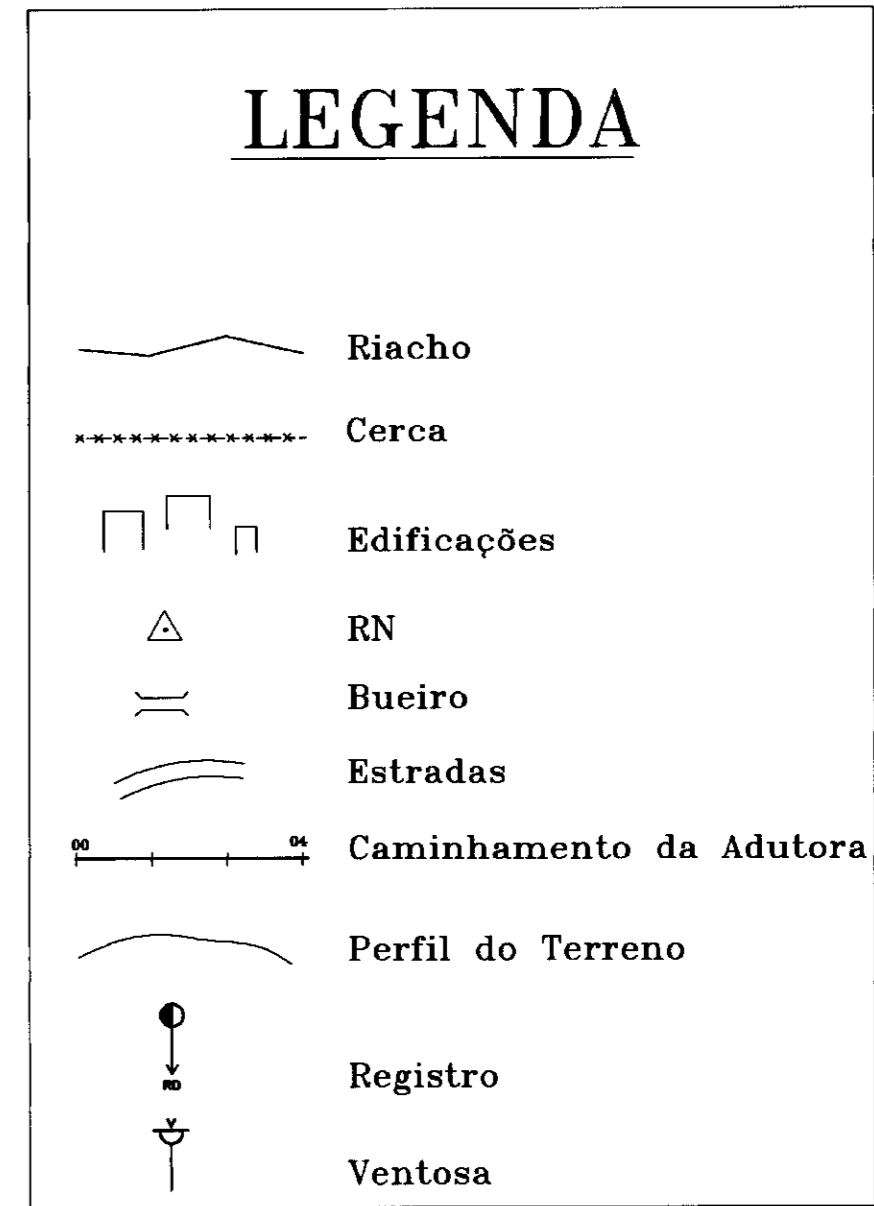 LEGENDA
Riacho
Cerca
Edificações
RN
Bueiro
Estradas
00 04 Caminhamento da Adutora
Perfil do Terreno
RD
Registro
V
Ventosa